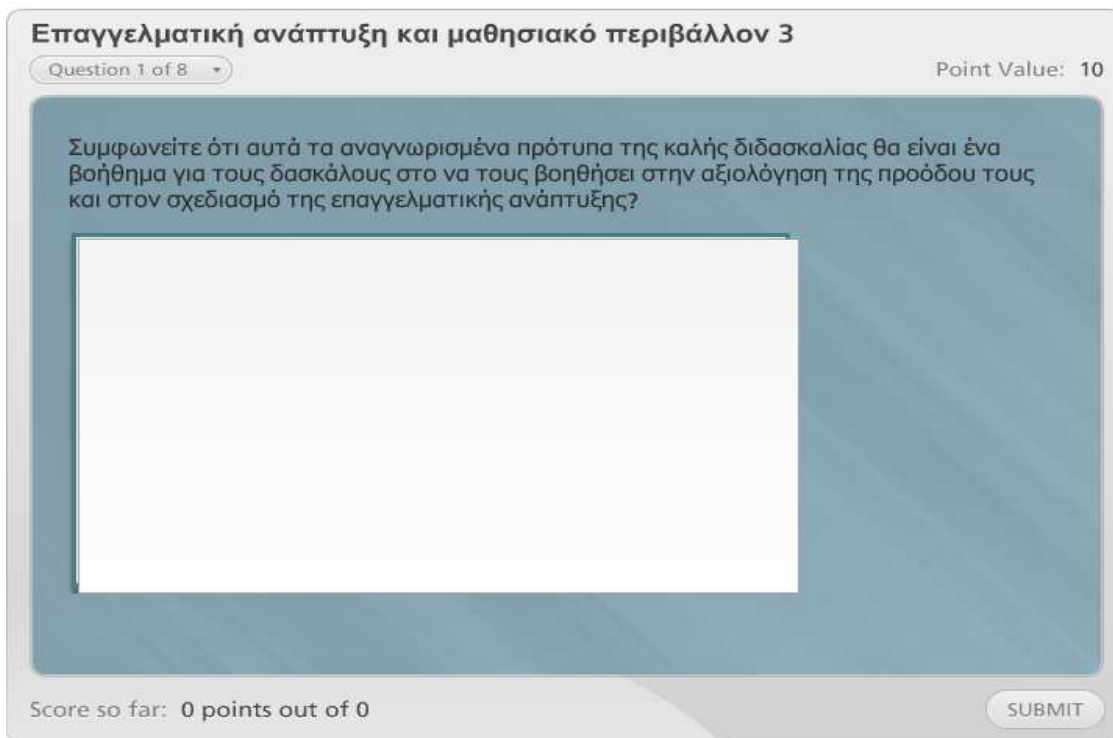 Επαγγελματική ανάπτυξη και μαθησιακό περιβάλλον 3
Question 1 of 8
Point Value: 10
Συμφωνείτε ότι αυτά τα αναγνωρισμένα πρότυπα της καλής διδασκαλίας θα είναι ένα
βοήθημα για τους δασκάλους στο να τους βοηθήσει στην αξιολόγηση της προόδου τους
και στον σχεδιασμό της επαγγελματικής ανάπτυξης?
Score so far: 0 points out of 0
SUBMIT